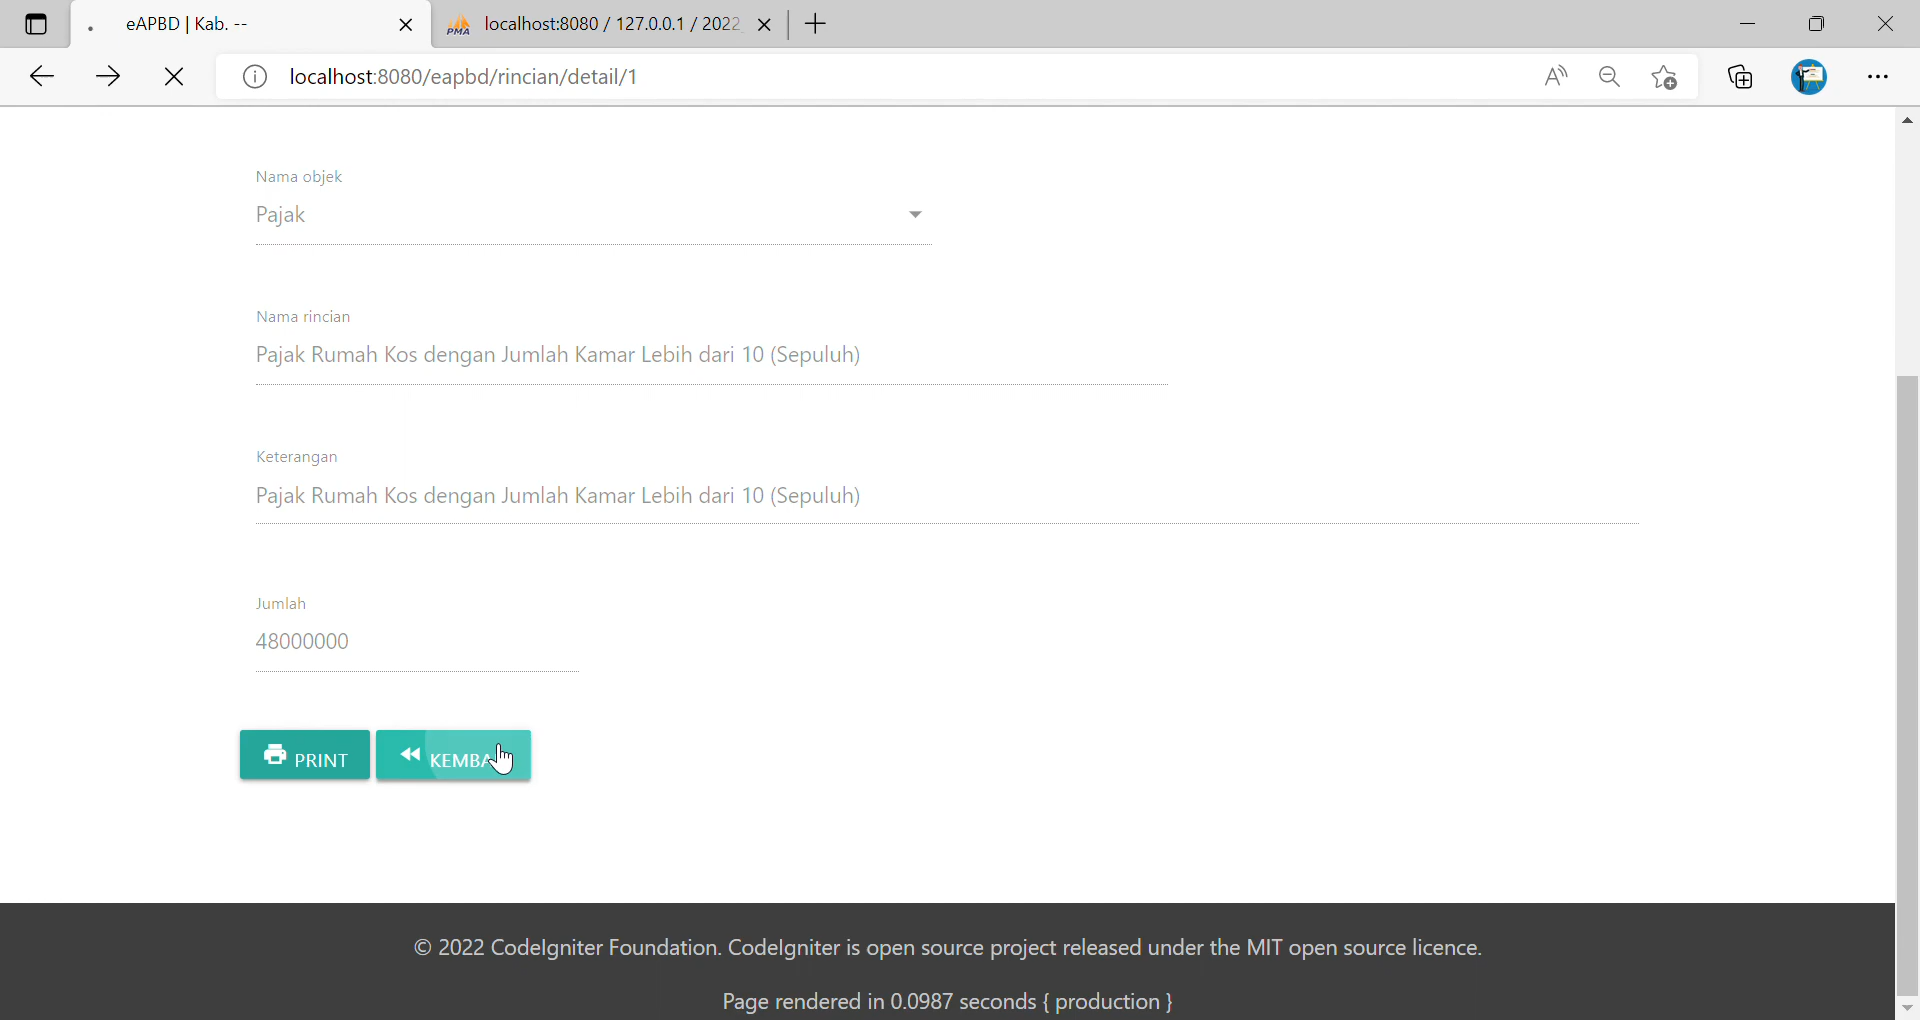 eAPBD | Kab. --
PMA
localhost:8080 / 127.0.0.1 / 2022
localhost:8080/eapbd/rincian/detail/1
Nama objek
Pajak
Nama rincian
Pajak Rumah Kos dengan Jumlah Kamar Lebih dari 10 (Sepuluh)
Keterangan
Pajak Rumah Kos dengan Jumlah Kamar Lebih dari 10 (Sepuluh)
Jumlah
48000000
PRINT
© 2022 CodeIgniter Foundation. CodeIgniter is open source project released under the MIT open source licence.
Page rendered in 0.0987 seconds { production }